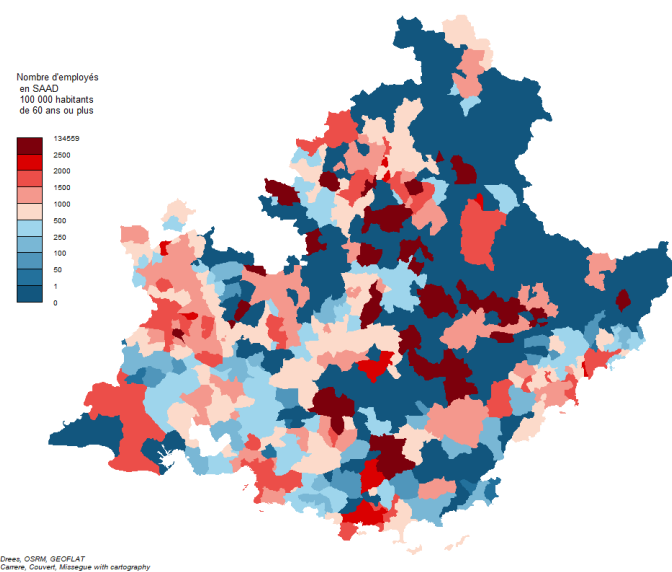 Nombre d'employés
en SAAD
100 000 habitants
de 60 ans ou plus
134559
2500
2000
1500
1000
500
250
100
50
1
0
Drees, OSRM, GEOFLAT
Carrere, Couvert, Missegue with cartography